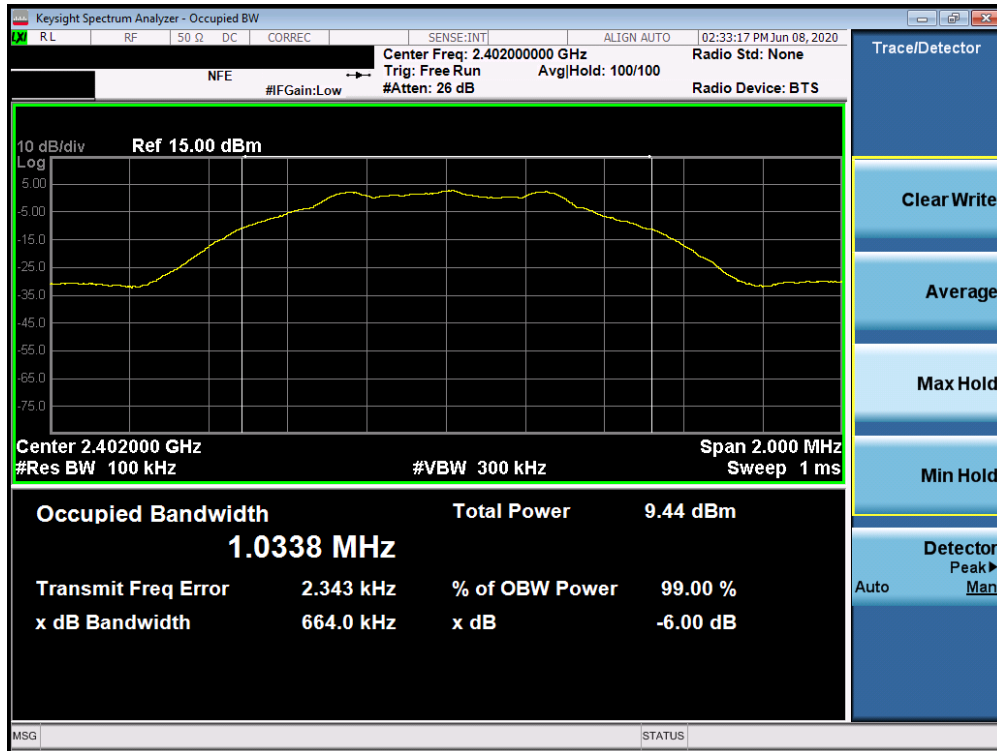 Keysight Spectrum Analyzer - Occupied BW
LXI RL RF 50 Ω DC CORREC SENSE:INT ALIGN AUTO 02:33:17 PM Jun 08, 2020
Center Freq: 2.402000000 GHz Radio Std: None
NFE Trig: Free Run Avg|Hold: 100/100
#IFGain:Low #Atten: 26 dB Radio Device: BTS
10 dB/div Ref 15.00 dBm
Log
5.00
-5.00
-15.0
-25.0
-35.0
-45.0
-55.0
-65.0
-75.0
Center 2.402000 GHz Span 2.000 MHz
#Res BW 100 kHz #VBW 300 kHz Sweep 1 ms
Occupied Bandwidth Total Power 9.44 dBm
1.0338 MHz
Transmit Freq Error 2.343 kHz % of OBW Power 99.00 %
x dB Bandwidth 664.0 kHz x dB -6.00 dB
MSG STATUS
Trace/Detector
Clear Write
Average
Max Hold
Min Hold
Detector
Peak▶
Auto Man